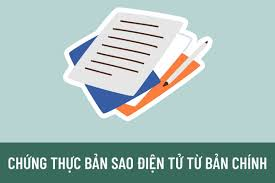 CHỨNG THỰC BẢN SAO ĐIỆN TỬ TỪ BẢN CHÍNH